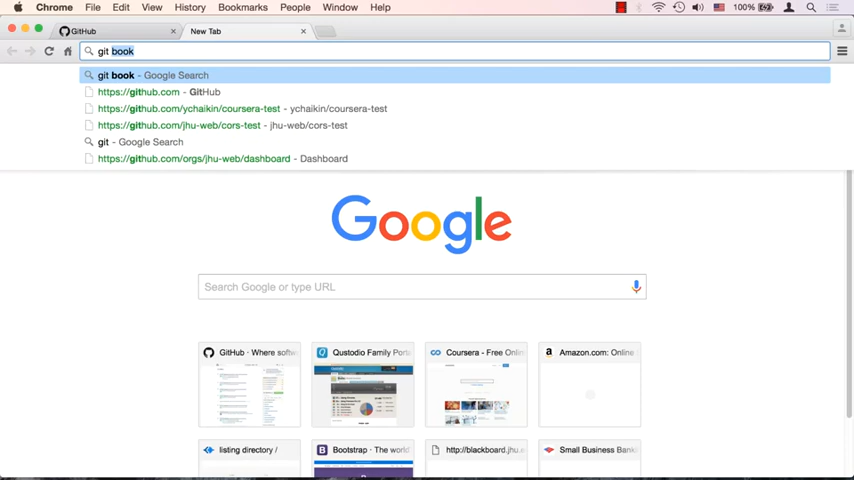 Chrome File Edit View History Bookmarks People Window Help 100%
GitHub × New Tab ×
git book
git book - Google Search
https://github.com - GitHub
https://github.com/ychaikin/coursera-test - ychaikin/coursera-test
https://github.com/jhu-web/cors-test - jhu-web/cors-test
git - Google Search
https://github.com/orgs/jhu-web/dashboard - Dashboard
Google
Search Google or type URL
GitHub · Where softw
Qustodio Family Porta
Coursera - Free Onlin
Amazon.com: Online
listing directory /
Bootstrap · The world
http://blackboard.jhu.e
Small Business Banki